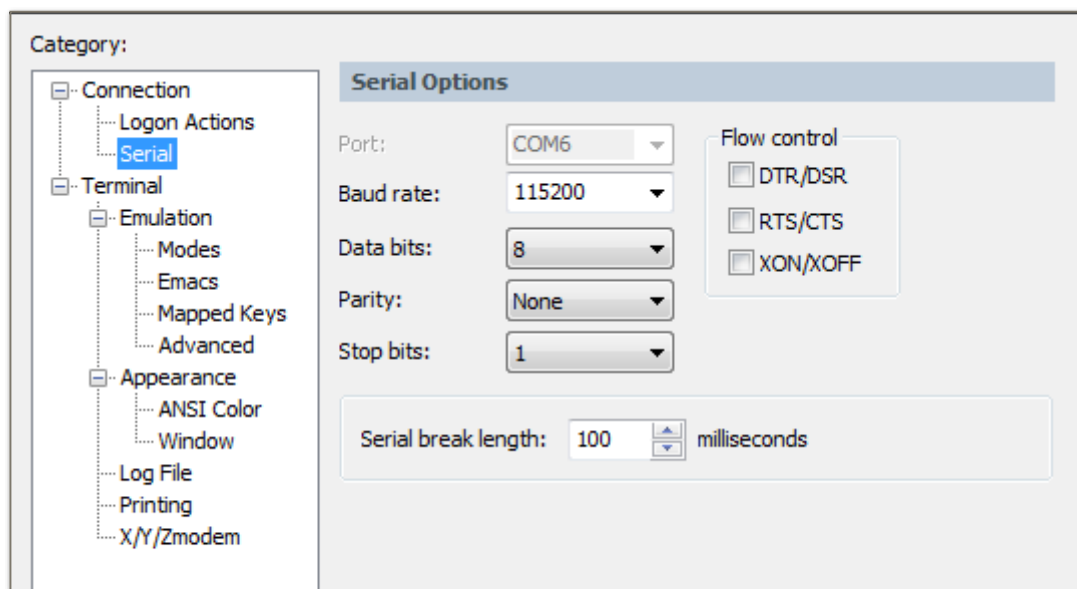 Category:
Connection
Logon Actions
Serial
Terminal
Emulation
Modes
Emacs
Mapped Keys
Advanced
Appearance
ANSI Color
Window
Log File
Printing
X/Y/Zmodem
Serial Options
Port: COM6
Baud rate: 115200
Data bits: 8
Parity: None
Stop bits: 1
Flow control
DTR/DSR
RTS/CTS
XON/XOFF
Serial break length: 100 milliseconds